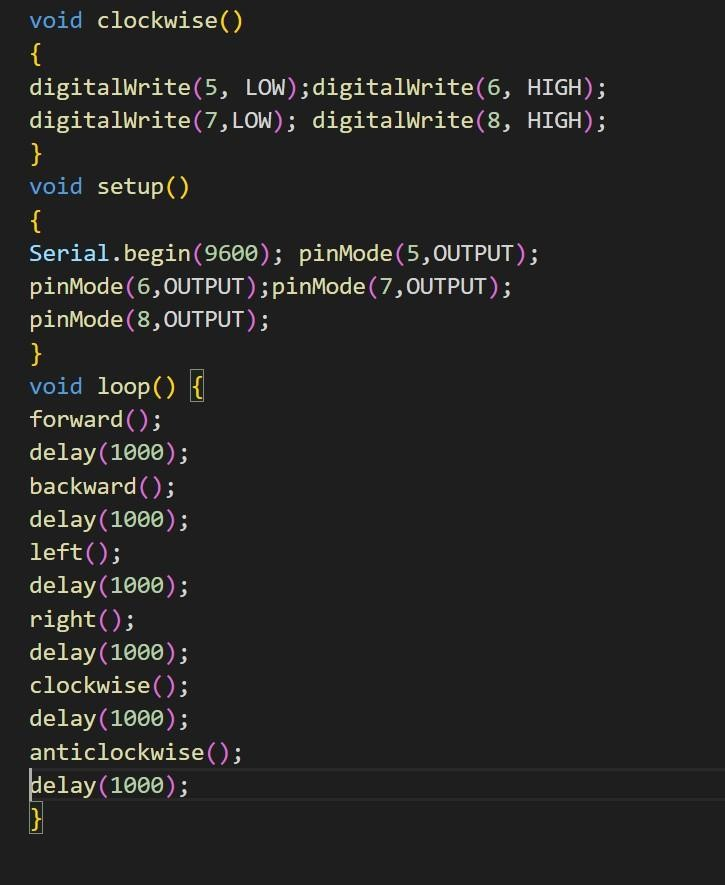 void clockwise()
{
digitalWrite(5, LOW);digitalWrite(6, HIGH);
digitalWrite(7,LOW); digitalWrite(8, HIGH);
}
void setup()
{
Serial.begin(9600); pinMode(5,OUTPUT);
pinMode(6,OUTPUT);pinMode(7,OUTPUT);
pinMode(8,OUTPUT);
}
void loop() {
forward();
delay(1000);
backward();
delay(1000);
left();
delay(1000);
right();
delay(1000);
clockwise();
delay(1000);
anticlockwise();
delay(1000);
}